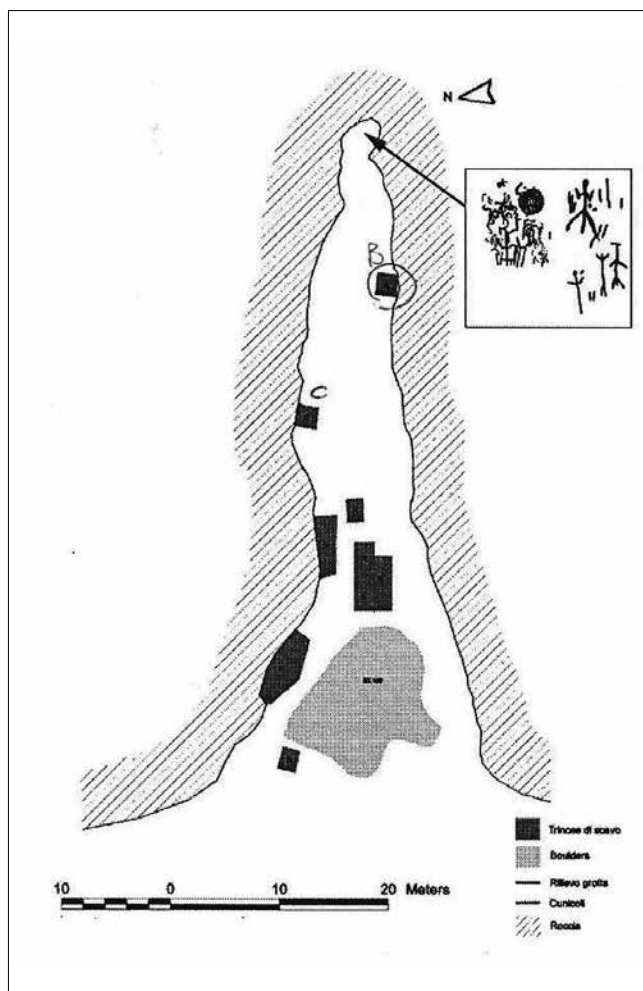 N
B
C
10 0 10 20 Meters
Trincee di scavo
Boulders
Rilievo grotta
Cunicoli
Roccia